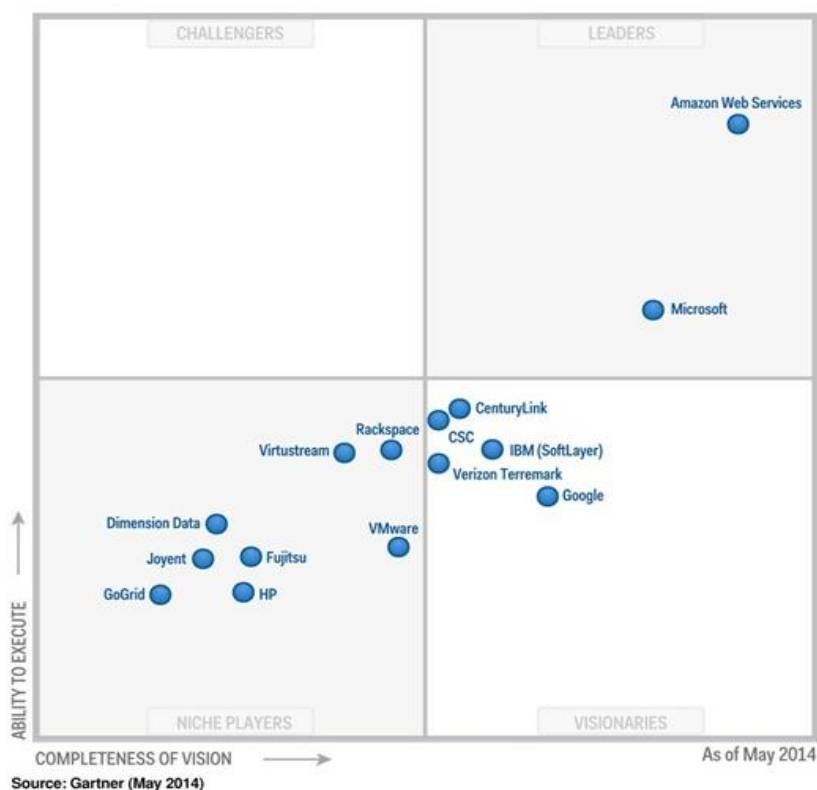 CHALLENGERS
LEADERS
Amazon Web Services
Microsoft
CenturyLink
Rackspace
CSC
Virtustream
IBM (SoftLayer)
Verizon Terremark
Google
Dimension Data
VMware
Joyent
Fujitsu
GoGrid
HP
ABILITY TO EXECUTE
NICHE PLAYERS
VISIONARIES
COMPLETENESS OF VISION
As of May 2014
Source: Gartner (May 2014)